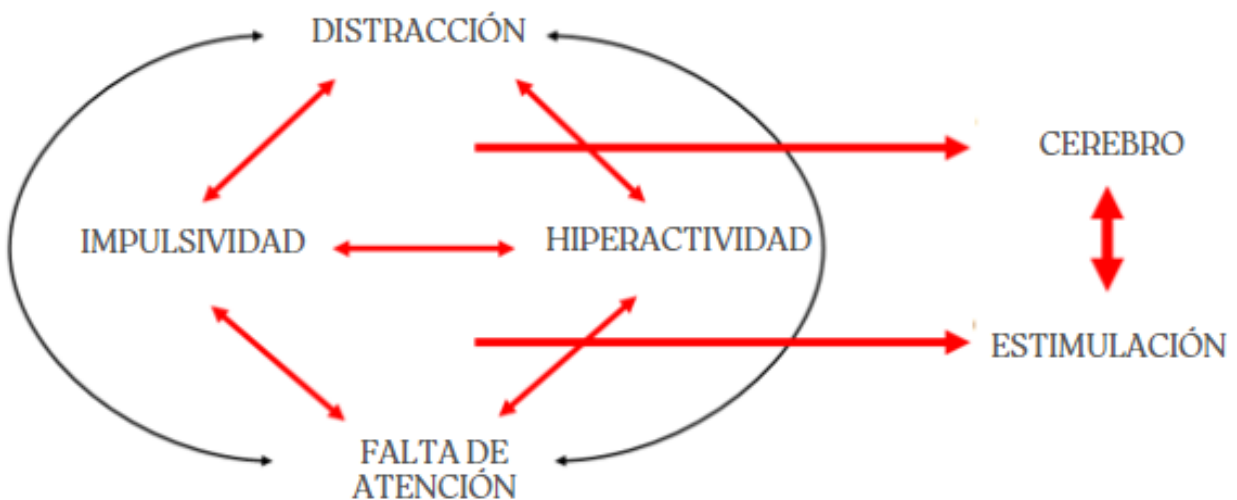 DISTRACCIÓN
CEREBRO
IMPULSIVIDAD
HIPERACTIVIDAD
ESTIMULACIÓN
FALTA DE
ATENCIÓN